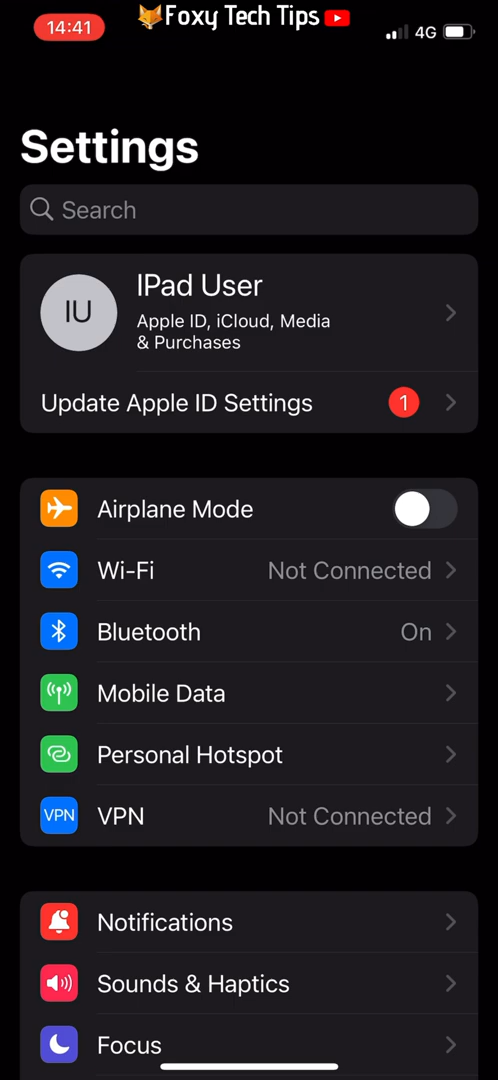 14:41
Foxy Tech Tips
4G
Settings
Search
IU
IPad User
Apple ID, iCloud, Media
& Purchases
Update Apple ID Settings 1
Airplane Mode
Wi-Fi Not Connected
Bluetooth On
Mobile Data
Personal Hotspot
VPN VPN Not Connected
Notifications
Sounds & Haptics
Focus